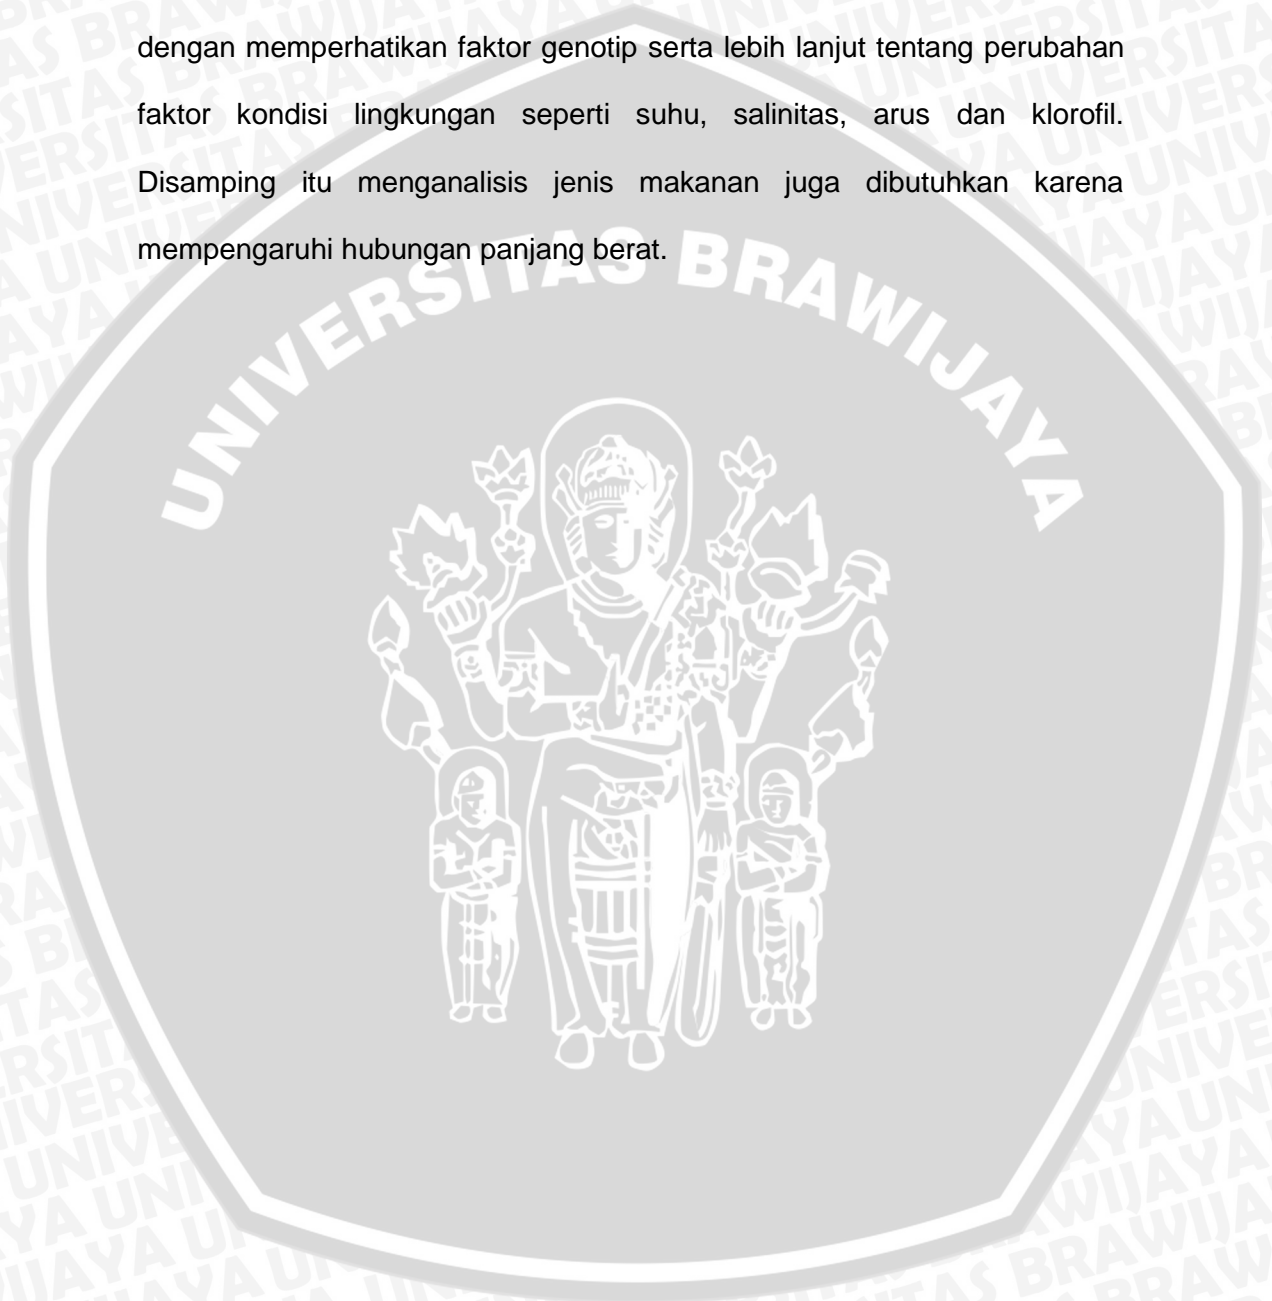 dengan memperhatikan faktor genotip serta lebih lanjut tentang perubahan
faktor kondisi lingkungan seperti suhu, salinitas, arus dan klorofil.
Disamping itu menganalisis jenis makanan juga dibutuhkan karena
mempengaruhi hubungan panjang berat.
UNIVERSITAS BRAWIJAYA